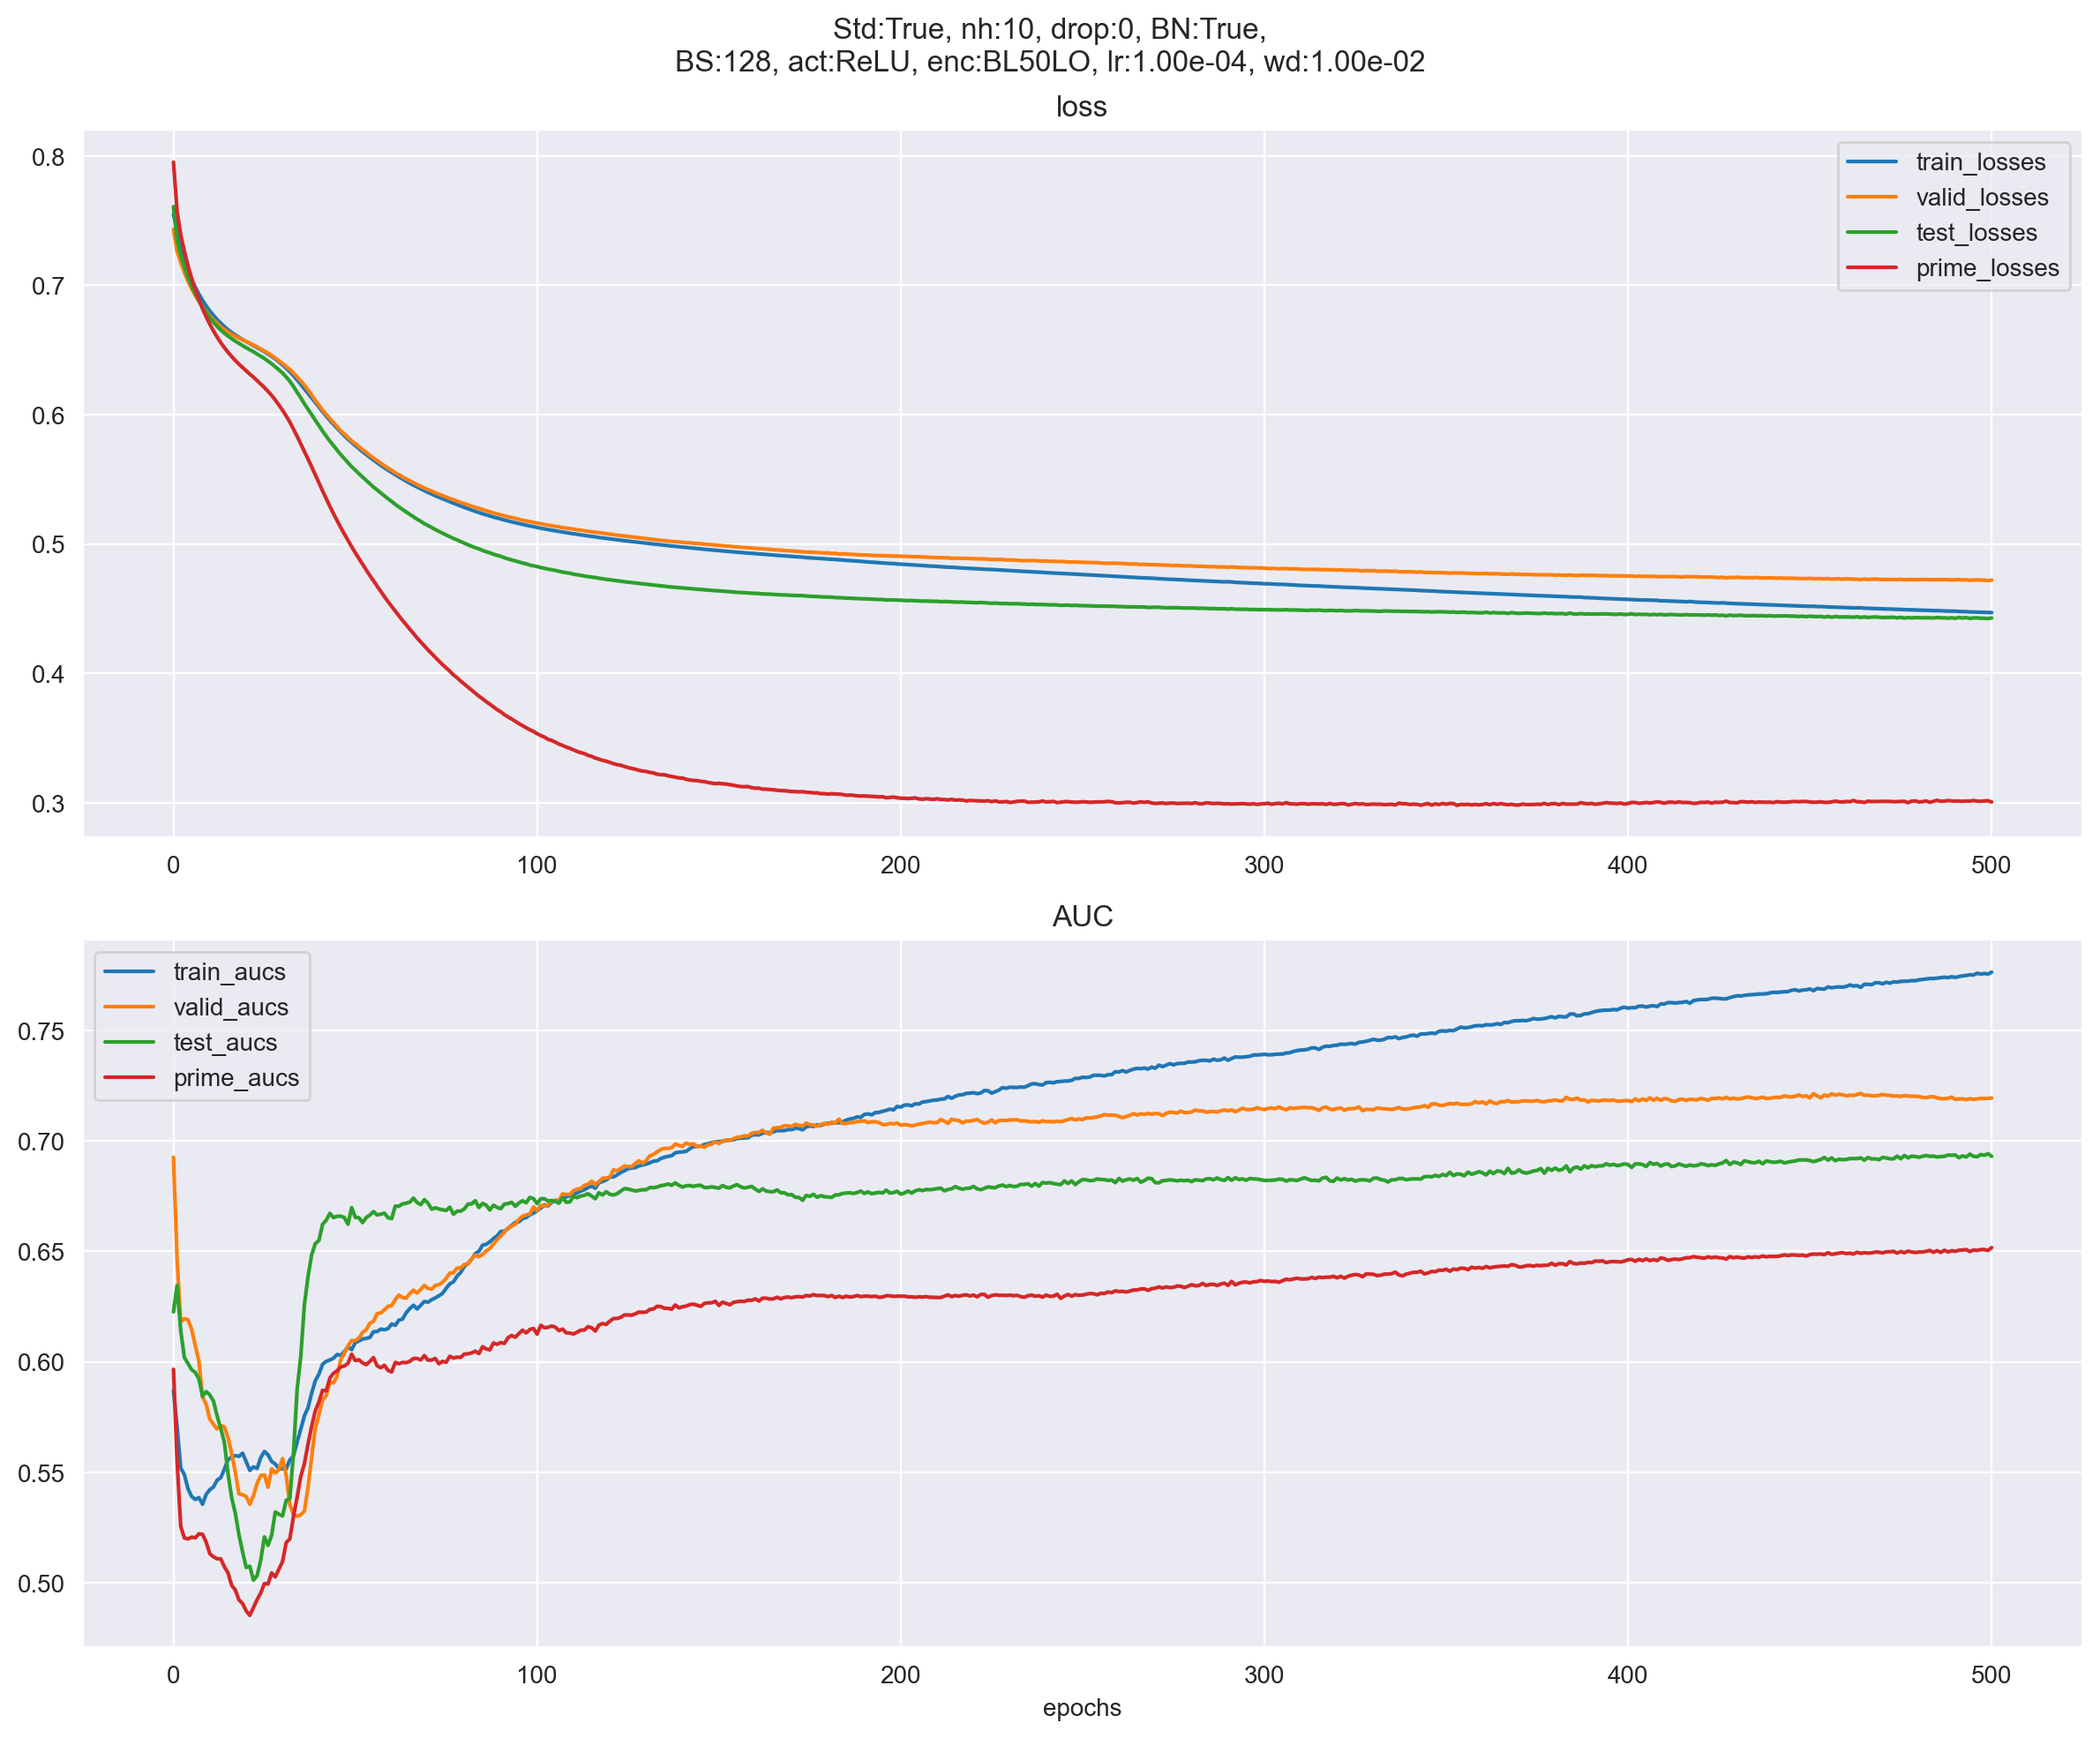 Std:True, nh:10, drop:0, BN:True,
BS:128, act:ReLU, enc:BL50LO, lr:1.00e-04, wd:1.00e-02
loss
0.8
0.7
0.6
0.5
0.4
0.3
train_losses
valid_losses
test_losses
prime_losses
0 100 200 300 400 500
AUC
train_aucs
valid_aucs
test_aucs
prime_aucs
0.75
0.70
0.65
0.60
0.55
0.50
0 100 200 300 400 500
epochs